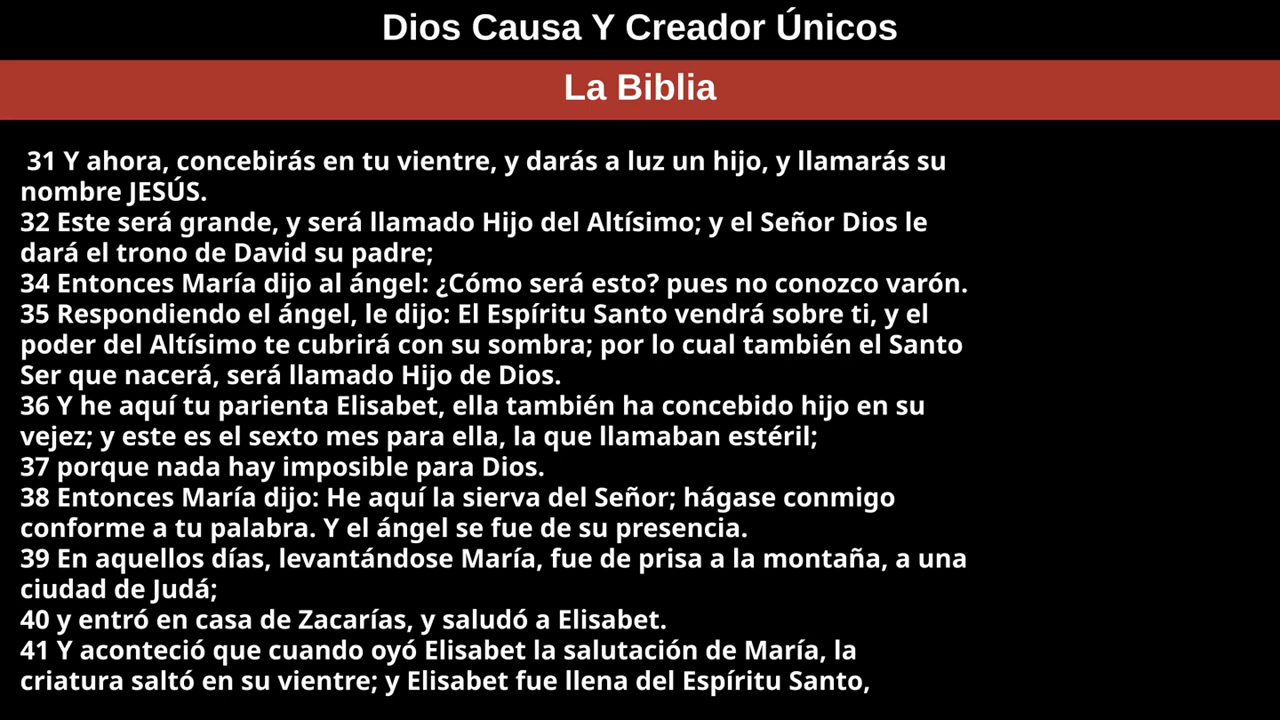 Dios Causa Y Creador Únicos
La Biblia
31 Y ahora, concebirás en tu vientre, y darás a luz un hijo, y llamarás su
nombre JESÚS.
32 Este será grande, y será llamado Hijo del Altísimo; y el Señor Dios le
dará el trono de David su padre;
34 Entonces María dijo al ángel: ¿Cómo será esto? pues no conozco varón.
35 Respondiendo el ángel, le dijo: El Espíritu Santo vendrá sobre ti, y el
poder del Altísimo te cubrirá con su sombra; por lo cual también el Santo
Ser que nacerá, será llamado Hijo de Dios.
36 Y he aquí tu parienta Elisabet, ella también ha concebido hijo en su
vejez; y este es el sexto mes para ella, la que llamaban estéril;
37 porque nada hay imposible para Dios.
38 Entonces María dijo: He aquí la sierva del Señor; hágase conmigo
conforme a tu palabra. Y el ángel se fue de su presencia.
39 En aquellos días, levantándose María, fue de prisa a la montaña, a una
ciudad de Judá;
40 y entró en casa de Zacarías, y saludó a Elisabet.
41 Y aconteció que cuando oyó Elisabet la salutación de María, la
criatura saltó en su vientre; y Elisabet fue llena del Espíritu Santo,